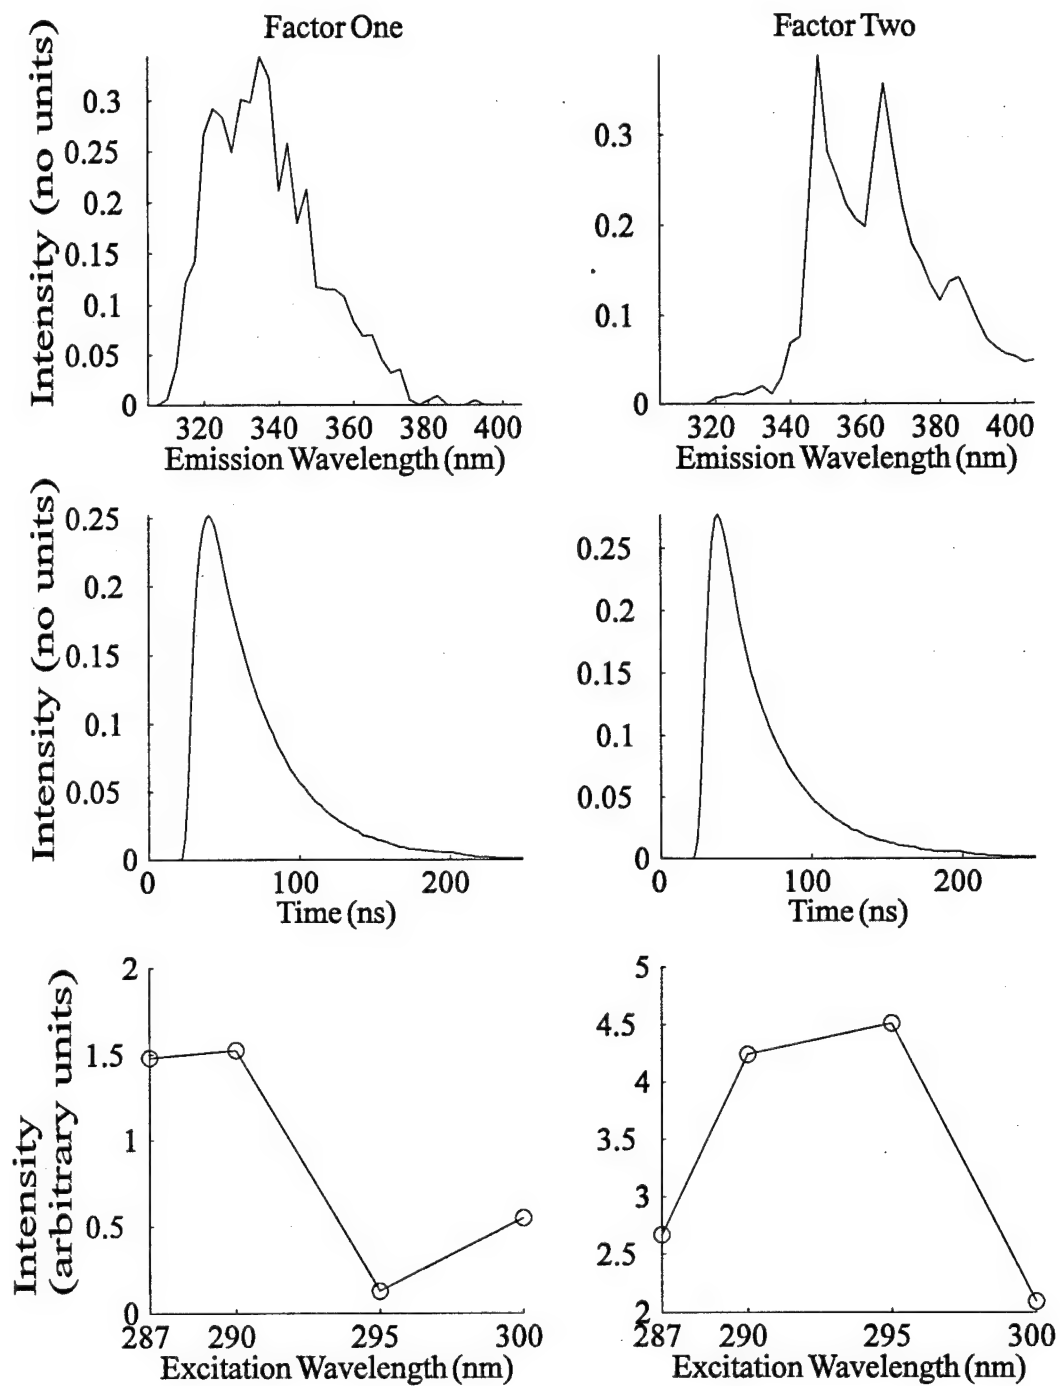 Factor One
Factor Two
Intensity (no units)
0.3
0.25
0.2
0.15
0.1
0.05
0
320 340 360 380 400
Emission Wavelength (nm)
0.3
0.2
0.1
0
320 340 360 380 400
Emission Wavelength (nm)
Intensity (no units)
0.25
0.2
0.15
0.1
0.05
0
0 100 200
Time (ns)
0.25
0.2
0.15
0.1
0.05
0
0 100 200
Time (ns)
Intensity
(arbitrary units)
2
1.5
1
0.5
0
287 290 295 300
Excitation Wavelength (nm)
5
4.5
4
3.5
3
2.5
2
287 290 295 300
Excitation Wavelength (nm)